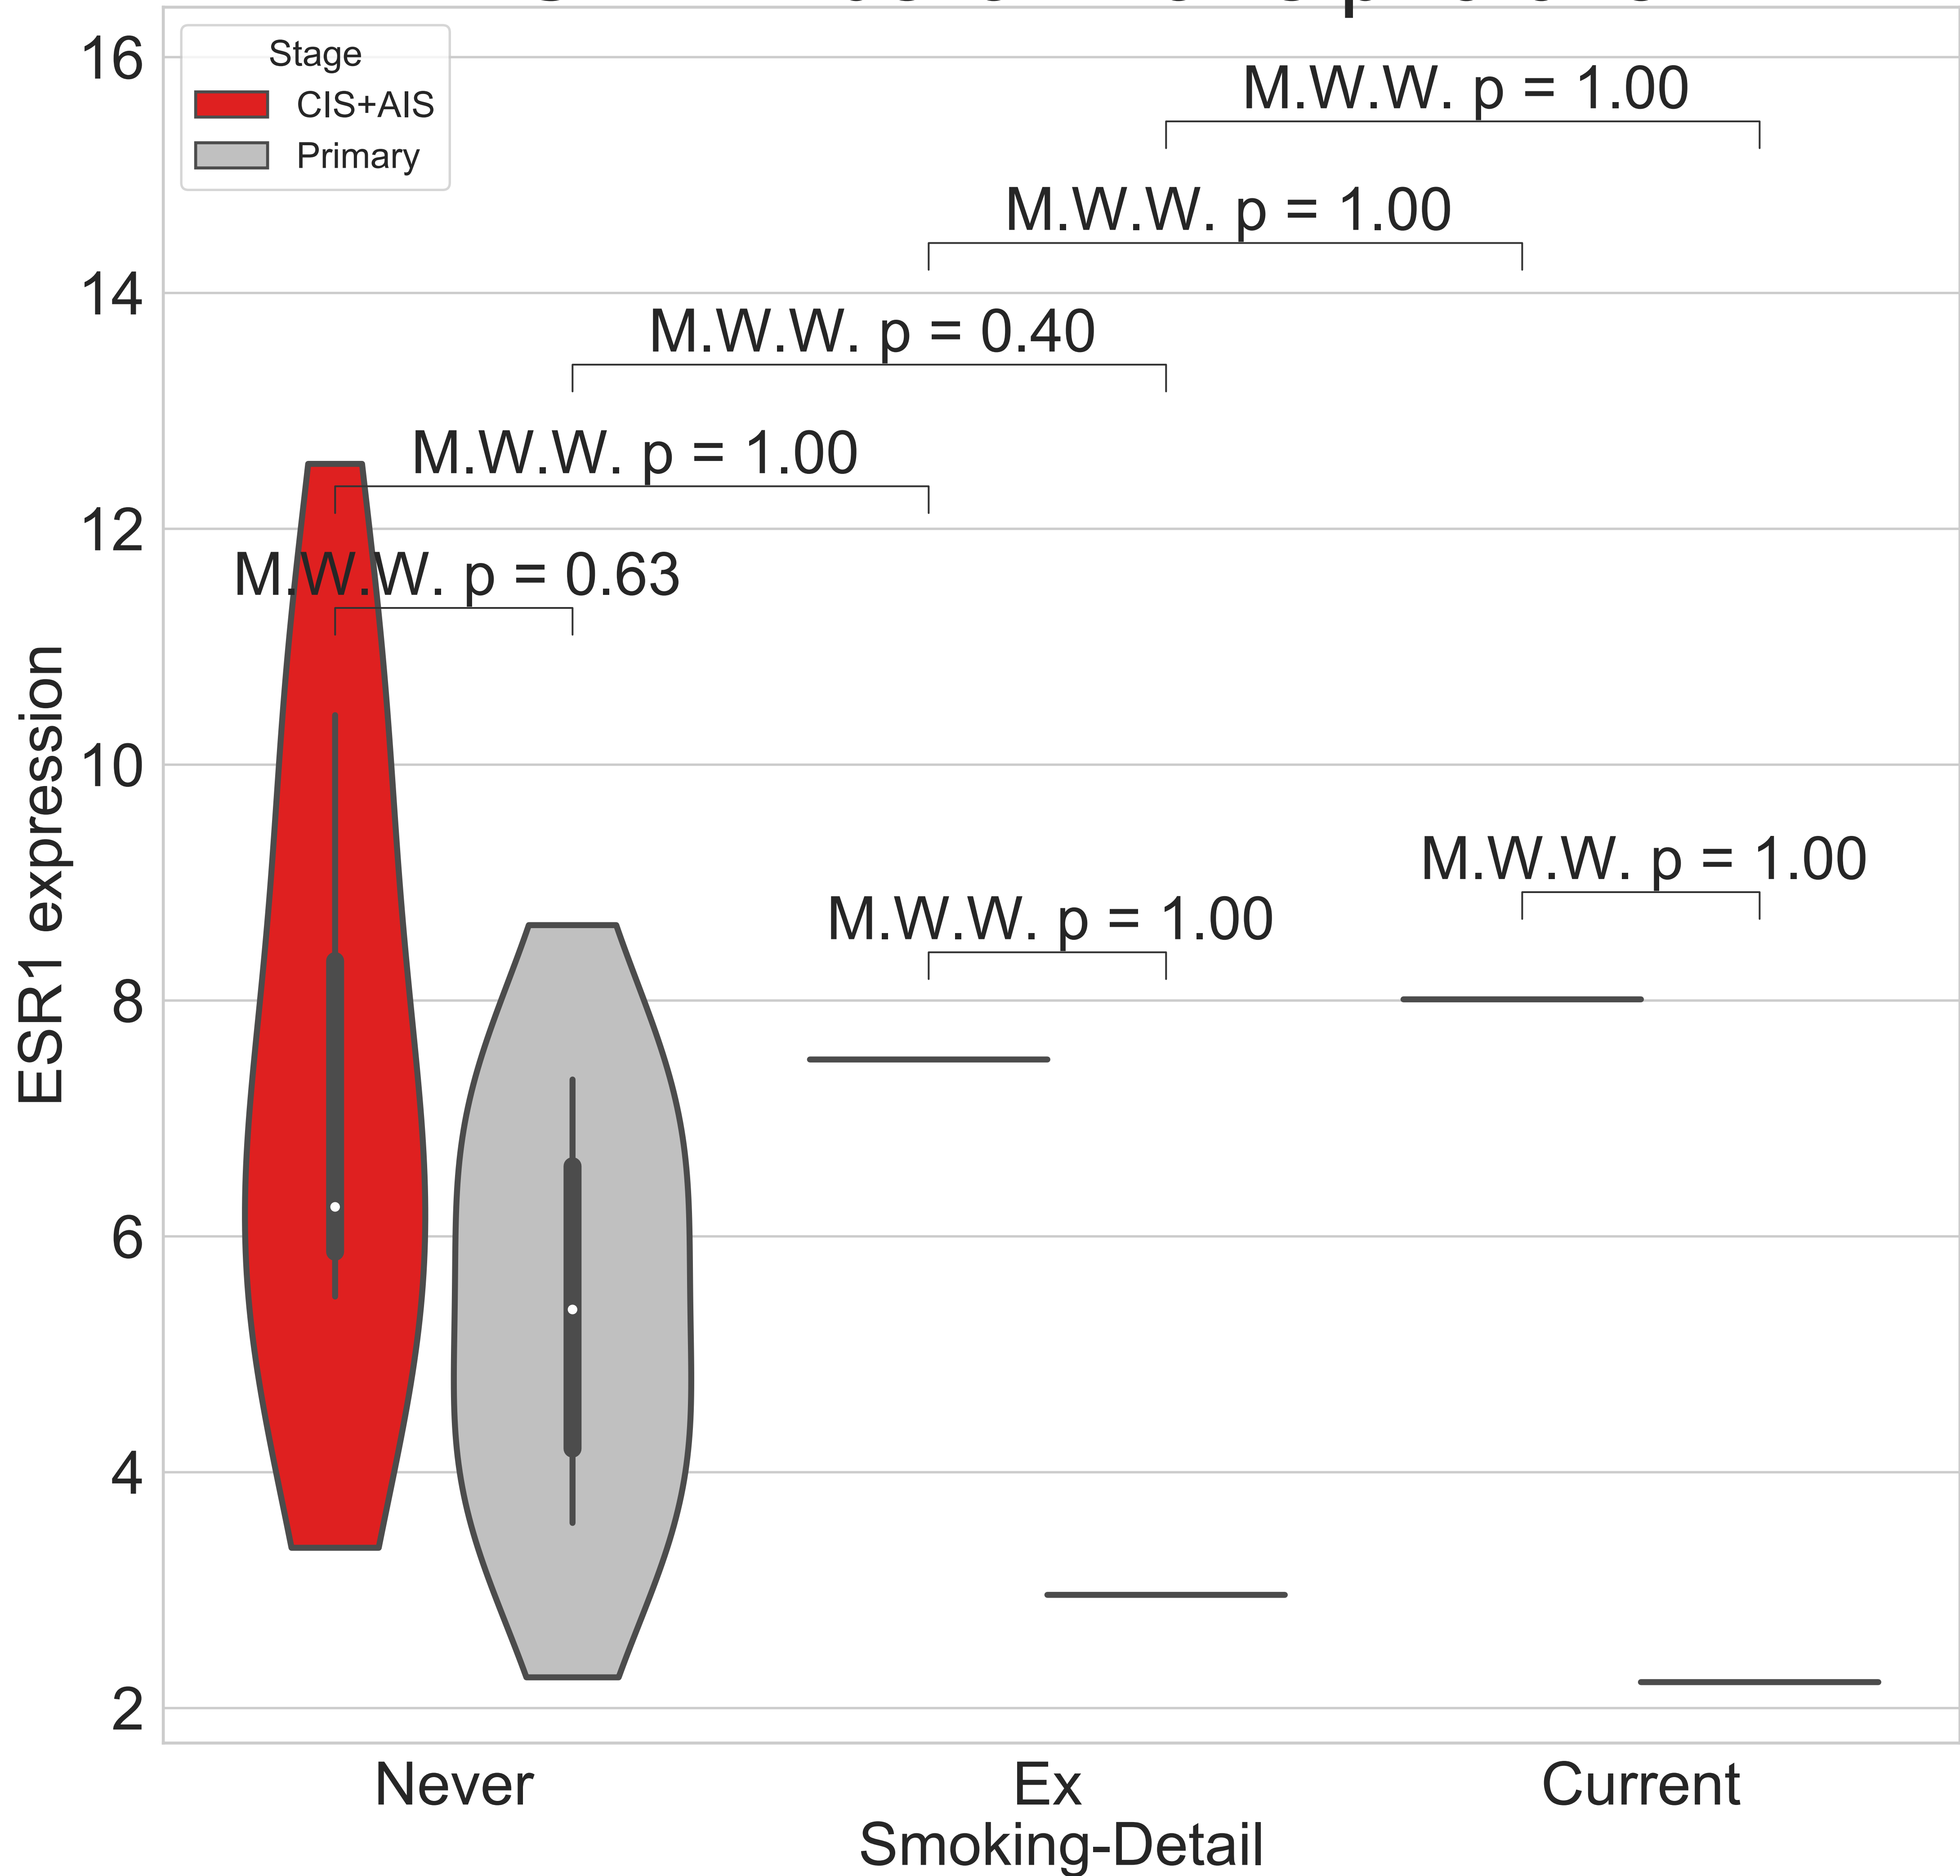 16
14
12
10
8
6
4
2
ESR1 expression
Stage
CIS+AIS
Primary
M.W.W. p = 1.00
M.W.W. p = 1.00
M.W.W. p = 0.40
M.W.W. p = 1.00
M.W.W. p = 0.63
M.W.W. p = 1.00
M.W.W. p = 1.00
Never Ex Current
Smoking-Detail